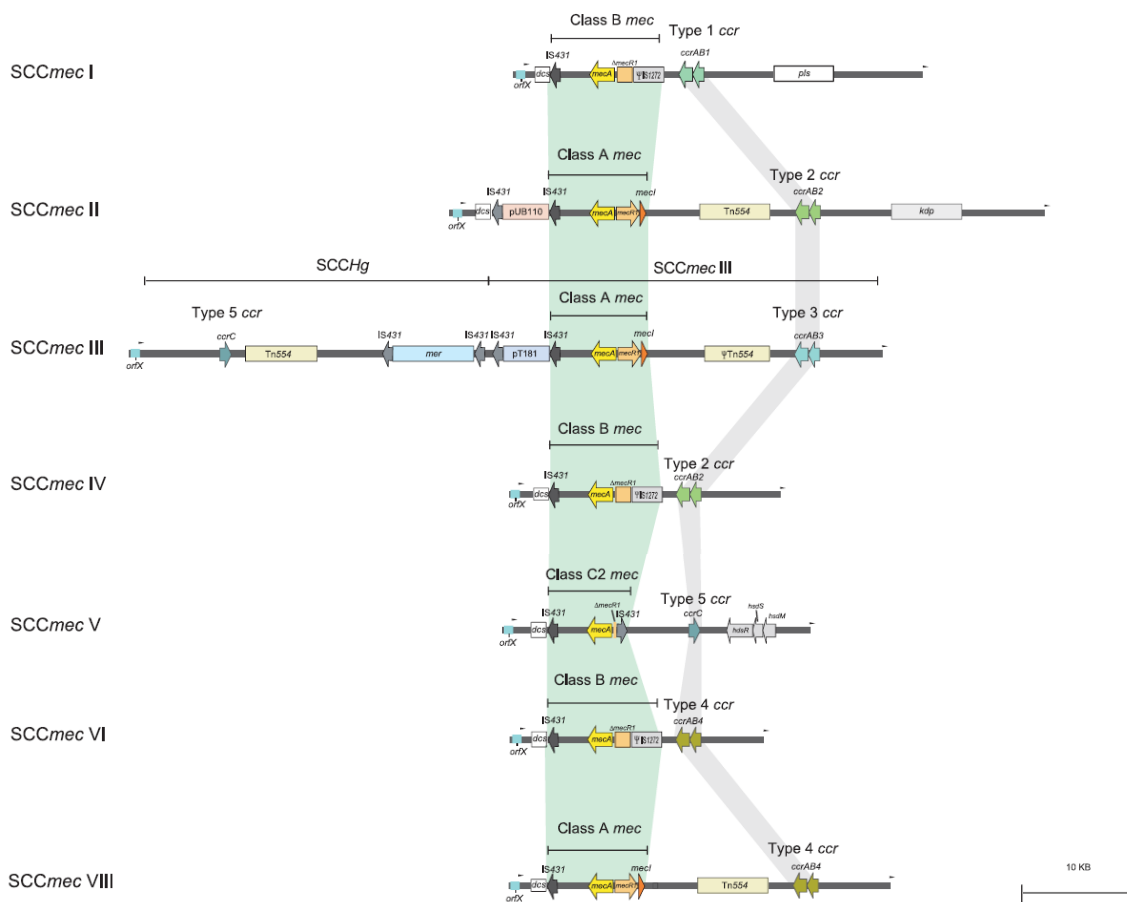 Class B mec
Type 1 ccr
SCCmec I
IS431
ΔmecR1
ccrAB1
dcs
mecA
ΨIS1272
pls
orfX
Class A mec
Type 2 ccr
SCCmec II
IS431
IS431
mecI
ccrAB2
dcs
pUB110
mecA
mecR1
Tn554
kdp
orfX
SCCHg
SCCmec III
Class A mec
Type 5 ccr
Type 3 ccr
SCCmec III
ccrC
IS431
IS431
IS431
IS431
mecI
ccrAB3
Tn554
mer
pT181
mecA
mecR1
ΨTn554
orfX
Class B mec
Type 2 ccr
SCCmec IV
IS431
ΔmecR1
ccrAB2
dcs
mecA
ΨIS1272
orfX
Class C2 mec
Type 5 ccr
SCCmec V
IS431
ΔmecR1
IS431
ccrC
hsdS
hsdM
dcs
mecA
hdsR
orfX
Class B mec
Type 4 ccr
SCCmec VI
IS431
ΔmecR1
ccrAB4
dcs
mecA
ΨIS1272
orfX
Class A mec
Type 4 ccr
SCCmec VIII
IS431
mecI
ccrAB4
dcs
mecA
mecR1
Tn554
orfX
10 KB